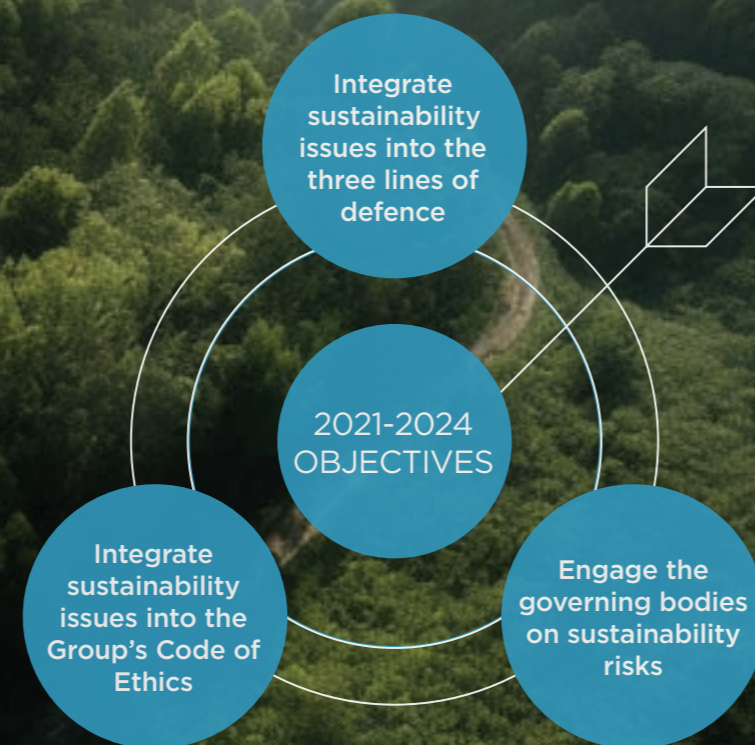 Integrate
sustainability
issues into the
three lines of
defence
2021-2024
OBJECTIVES
Integrate
sustainability
issues into the
Group’s Code of
Ethics
Engage the
governing bodies
on sustainability
risks